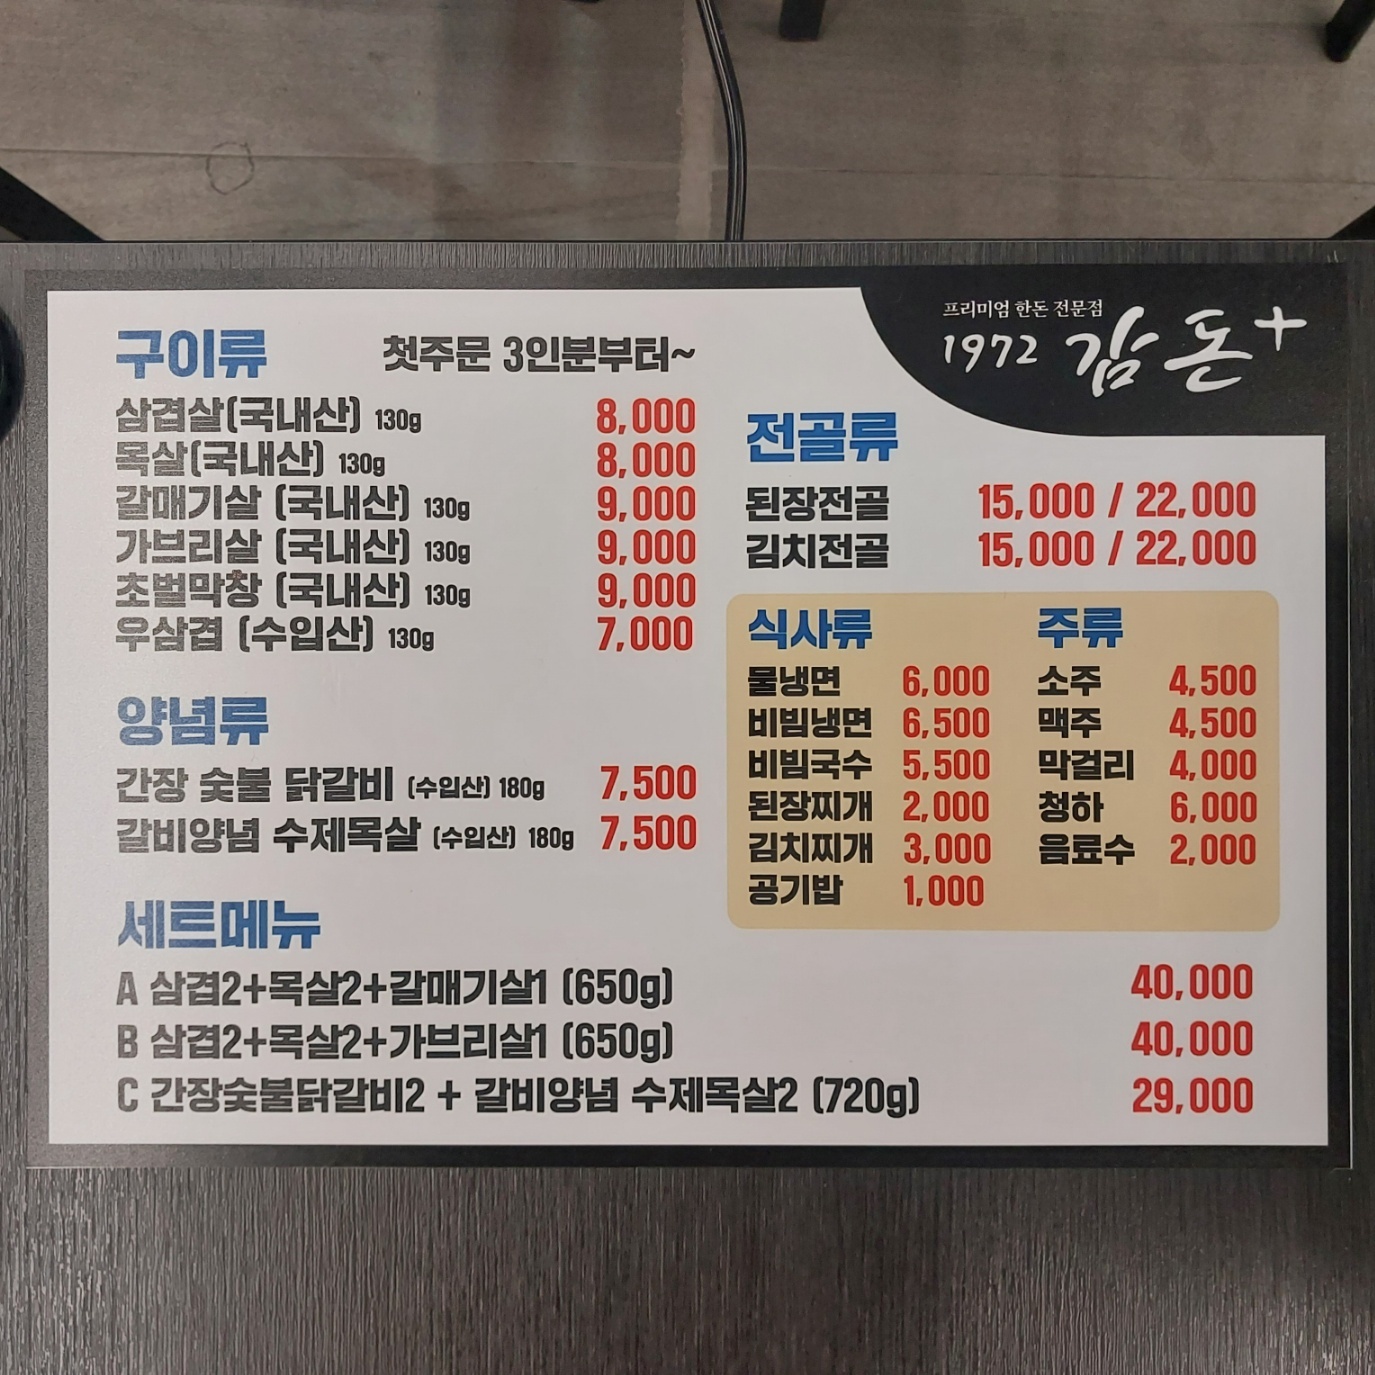 프리미엄 한돈 전문점
1972 감돈+
구이류 첫주문 3인분부터~
삼겹살(국내산) 130g 8,000
목살(국내산) 130g 8,000
갈매기살 (국내산) 130g 9,000
가브리살 (국내산) 130g 9,000
초벌막창 (국내산) 130g 9,000
우삼겹 (수입산) 130g 7,000
양념류
간장 숯불 닭갈비 (수입산) 180g 7,500
갈비양념 수제목살 (수입산) 180g 7,500
전골류
된장전골 15,000 / 22,000
김치전골 15,000 / 22,000
식사류
물냉면 6,000
비빔냉면 6,500
비빔국수 5,500
된장찌개 2,000
김치찌개 3,000
공기밥 1,000
주류
소주 4,500
맥주 4,500
막걸리 4,000
청하 6,000
음료수 2,000
세트메뉴
A 삼겹2+목살2+갈매기살1 (650g) 40,000
B 삼겹2+목살2+가브리살1 (650g) 40,000
C 간장숯불닭갈비2 + 갈비양념 수제목살2 (720g) 29,000